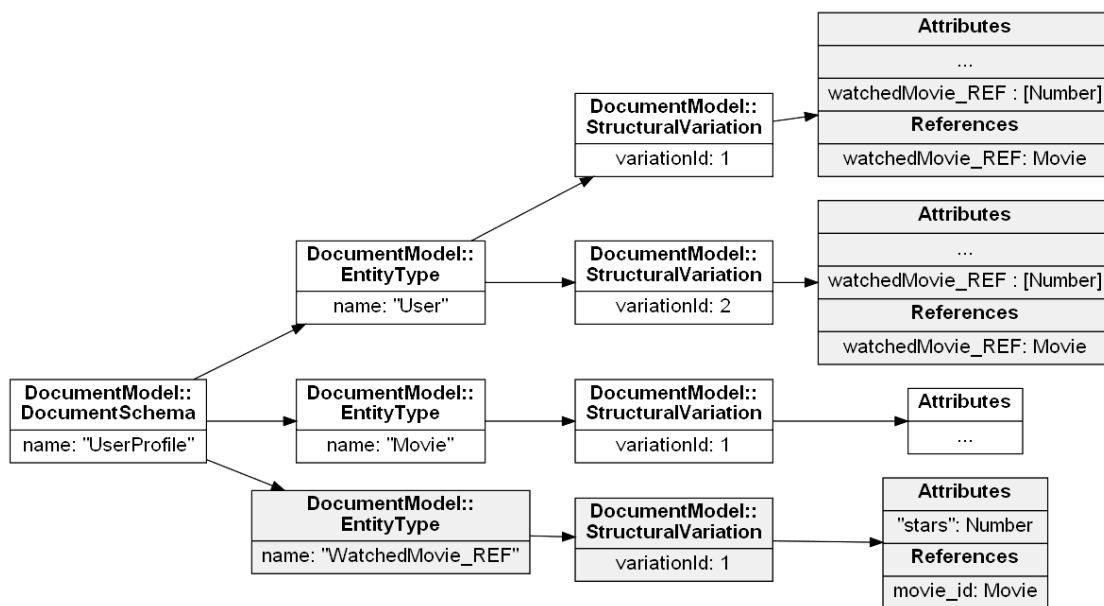 DocumentModel::
DocumentSchema
name: "UserProfile"
DocumentModel::
EntityType
name: "User"
DocumentModel::
StructuralVariation
variationId: 1
Attributes
...
watchedMovie_REF : [Number]
References
watchedMovie_REF: Movie
DocumentModel::
StructuralVariation
variationId: 2
Attributes
...
watchedMovie_REF : [Number]
References
watchedMovie_REF: Movie
DocumentModel::
EntityType
name: "Movie"
DocumentModel::
StructuralVariation
variationId: 1
Attributes
...
DocumentModel::
EntityType
name: "WatchedMovie_REF"
DocumentModel::
StructuralVariation
variationId: 1
Attributes
"stars": Number
References
movie_id: Movie